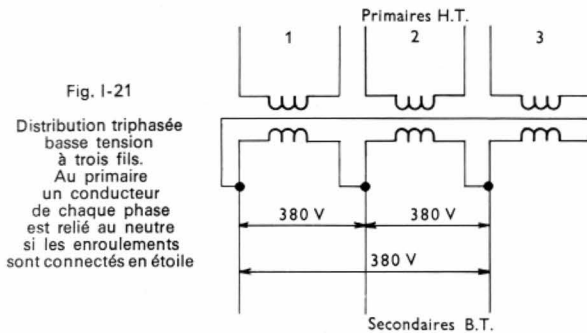 Primaires H.T.
1 2 3
Fig. I-21
Distribution triphasée
basse tension
à trois fils.
Au primaire
un conducteur
de chaque phase
est relié au neutre
si les enroulements
sont connectés en étoile
380 V 380 V
380 V
Secondaires B.T.